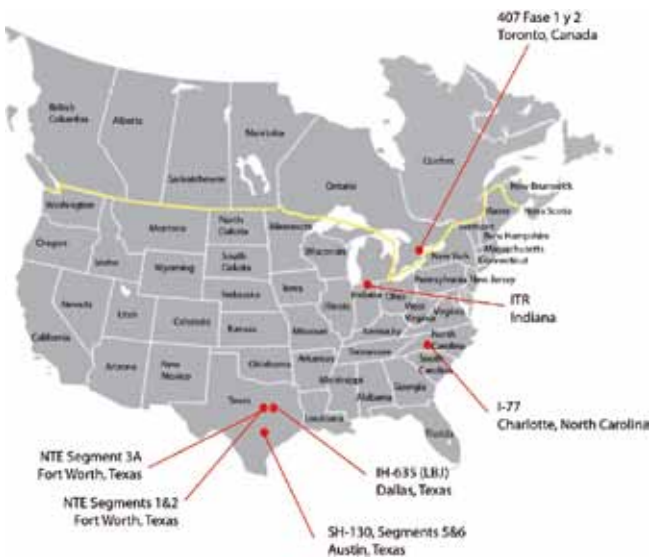 407 Fase 1 y 2
Toronto, Canada
British
Columbia
Alberta
Saskatchewan
Manitoba
Ontario
Quebec
New Brunswick
Nova Scotia
Maine
Vermont
New Hampshire
Massachusetts
Connecticut
New York
Pennsylvania New Jersey
Washington
Montana
North
Dakota
Minnesota
Oregon
Idaho
Wyoming
South
Dakota
Wisconsin
Nebraska
Iowa
Nevada
Utah
Colorado
Kansas
Missouri
Illinois
Indiana
Ohio
West
Virginia
Virginia
Kentucky
North
Carolina
Tennessee
South
Carolina
California
Arizona
New
Mexico
Oklahoma
Arkansas
Mississippi
Alabama
Georgia
Texas
Louisiana
Florida
ITR
Indiana
I-77
Charlotte, North Carolina
NTE Segment 3A
Fort Worth, Texas
NTE Segments 1&2
Fort Worth, Texas
IH-635 (LBJ)
Dallas, Texas
SH-130, Segments 5&6
Austin, Texas